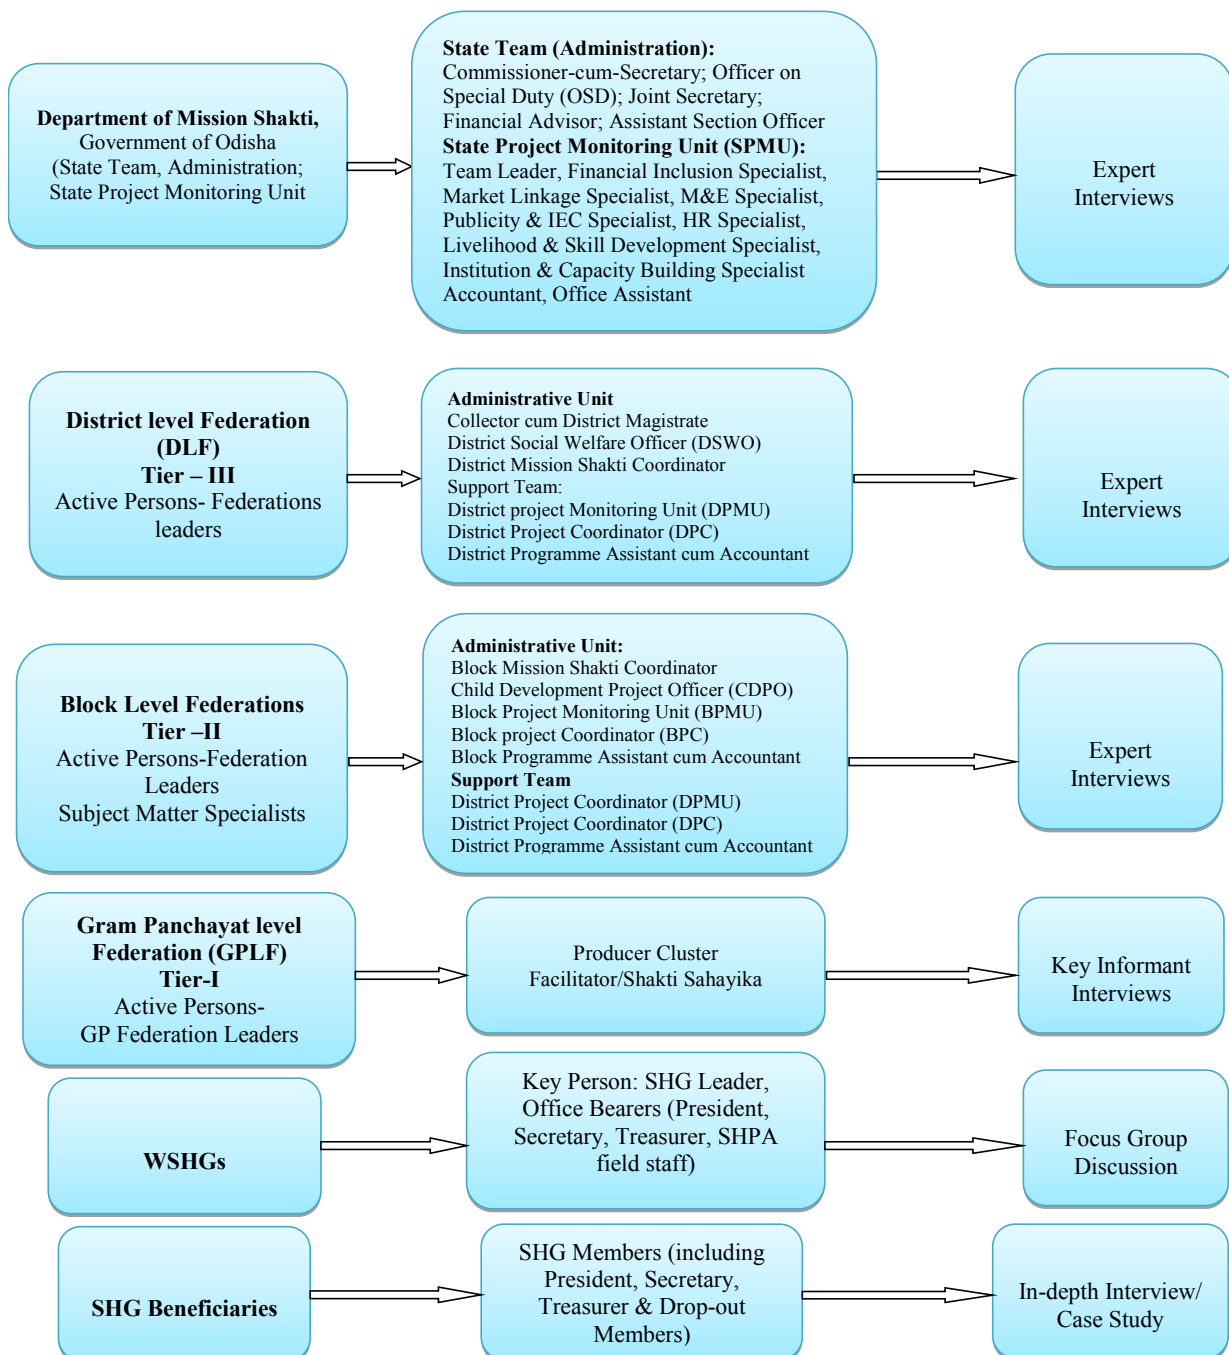 Department of Mission Shakti,
Government of Odisha
(State Team, Administration;
State Project Monitoring Unit
State Team (Administration):
Commissioner-cum-Secretary; Officer on
Special Duty (OSD); Joint Secretary;
Financial Advisor; Assistant Section Officer
State Project Monitoring Unit (SPMU):
Team Leader, Financial Inclusion Specialist,
Market Linkage Specialist, M&E Specialist,
Publicity & IEC Specialist, HR Specialist,
Livelihood & Skill Development Specialist,
Institution & Capacity Building Specialist
Accountant, Office Assistant
Expert
Interviews
District level Federation
(DLF)
Tier – III
Active Persons- Federations
leaders
Administrative Unit
Collector cum District Magistrate
District Social Welfare Officer (DSWO)
District Mission Shakti Coordinator
Support Team:
District project Monitoring Unit (DPMU)
District Project Coordinator (DPC)
District Programme Assistant cum Accountant
Expert
Interviews
Block Level Federations
Tier –II
Active Persons-Federation
Leaders
Subject Matter Specialists
Administrative Unit:
Block Mission Shakti Coordinator
Child Development Project Officer (CDPO)
Block Project Monitoring Unit (BPMU)
Block project Coordinator (BPC)
Block Programme Assistant cum Accountant
Support Team
District Project Coordinator (DPMU)
District Project Coordinator (DPC)
District Programme Assistant cum Accountant
Expert
Interviews
Gram Panchayat level
Federation (GPLF)
Tier-I
Active Persons-
GP Federation Leaders
Producer Cluster
Facilitator/Shakti Sahayika
Key Informant
Interviews
WSHGs
Key Person: SHG Leader,
Office Bearers (President,
Secretary, Treasurer, SHPA
field staff)
Focus Group
Discussion
SHG Beneficiaries
SHG Members (including
President, Secretary,
Treasurer & Drop-out
Members)
In-depth Interview/
Case Study